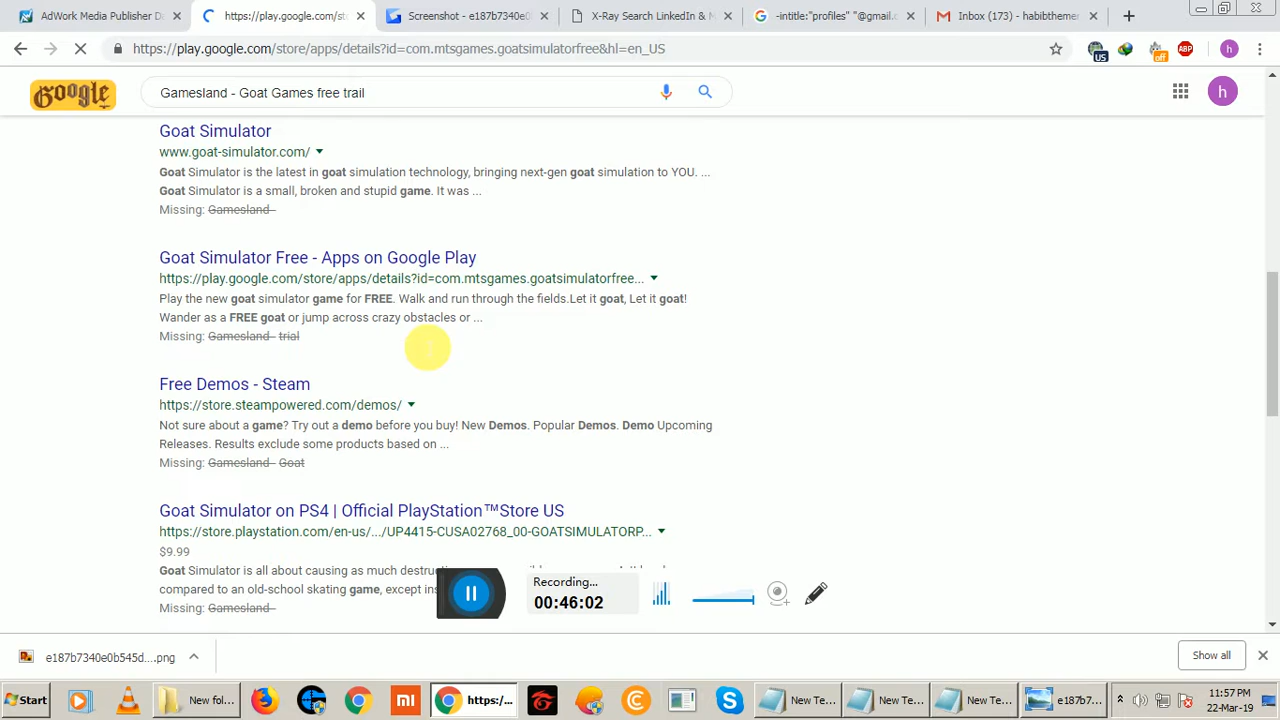 AdWork Media Publisher Da
https://play.google.com/st
Screenshot - e187b7340e0
X-Ray Search LinkedIn & M
-intitle:"profiles" "@gmail.c
Inbox (173) - habibthemer
https://play.google.com/store/apps/details?id=com.mtsgames.goatsimulatorfree&hl=en_US
US
off
ABP
h
Google
Gamesland - Goat Games free trail
h
Goat Simulator
www.goat-simulator.com/
Goat Simulator is the latest in goat simulation technology, bringing next-gen goat simulation to YOU. ...
Goat Simulator is a small, broken and stupid game. It was ...
Missing: Gamesland-
Goat Simulator Free - Apps on Google Play
https://play.google.com/store/apps/details?id=com.mtsgames.goatsimulatorfree...
Play the new goat simulator game for FREE. Walk and run through the fields.Let it goat, Let it goat!
Wander as a FREE goat or jump across crazy obstacles or ...
Missing: Gamesland- trial
Free Demos - Steam
https://store.steampowered.com/demos/
Not sure about a game? Try out a demo before you buy! New Demos. Popular Demos. Demo Upcoming
Releases. Results exclude some products based on ...
Missing: Gamesland- Goat
Goat Simulator on PS4 | Official PlayStation™Store US
https://store.playstation.com/en-us/.../UP4415-CUSA02768_00-GOATSIMULATORP...
$9.99
Goat Simulator is all about causing as much destruc
compared to an old-school skating game, except ins
Missing: Gamesland-
Recording...
00:46:02
e187b7340e0b545d....png
Show all
Start
New fol...
mi
https:/...
New Te...
New Te...
New Te...
e187b7...
11:57 PM
22-Mar-19